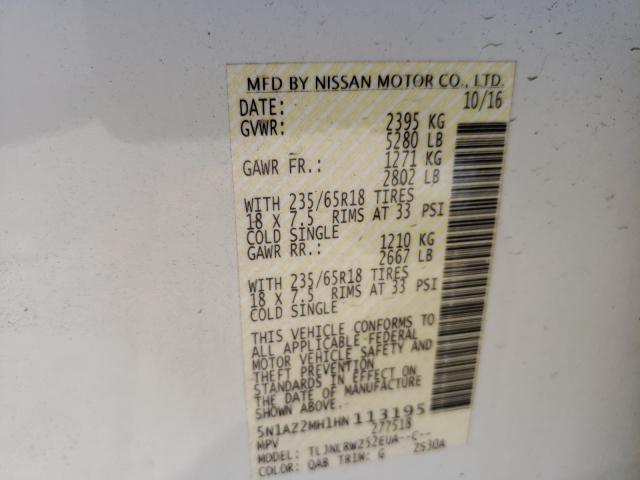 MFD BY NISSAN MOTOR CO., LTD.
DATE: 10/16
GVWR: 2395 KG
5280 LB
GAWR FR.: 1271 KG
2802 LB
WITH 235/65R18 TIRES
18 X 7.5 RIMS AT 33 PSI
COLD SINGLE
GAWR RR.: 1210 KG
2667 LB
WITH 235/65R18 TIRES
18 X 7.5 RIMS AT 33 PSI
COLD SINGLE
THIS VEHICLE CONFORMS TO
ALL APPLICABLE FEDERAL
MOTOR VEHICLE SAFETY AND
THEFT PREVENTION
STANDARDS IN EFFECT ON
THE DATE OF MANUFACTURE
SHOWN ABOVE.
5N1AZ2MH1HN113195
MPV 277518
MODEL: TLJNLRWZ52EUA--C--
COLOR: QAB TRIM: G 2530A